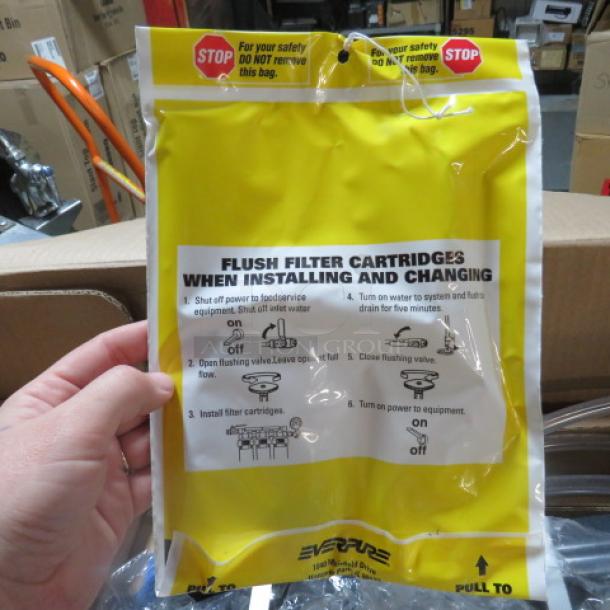 STOP
For your safety
DO NOT remove
this bag.
For your safety
DO NOT remove
this bag.
STOP
FLUSH FILTER CARTRIDGES
WHEN INSTALLING AND CHANGING
1. Shut off power to foodservice
equipment. Shut off inlet water
on
off
2. Open flushing valve. Leave open at full
flow.
3. Install filter cartridges.
4. Turn on water to system and flush to
drain for five minutes.
5. Close flushing valve.
6. Turn on power to equipment.
on
off
AUCTION GROUP
EVERPURE
Drive
PULL TO
PULL TO